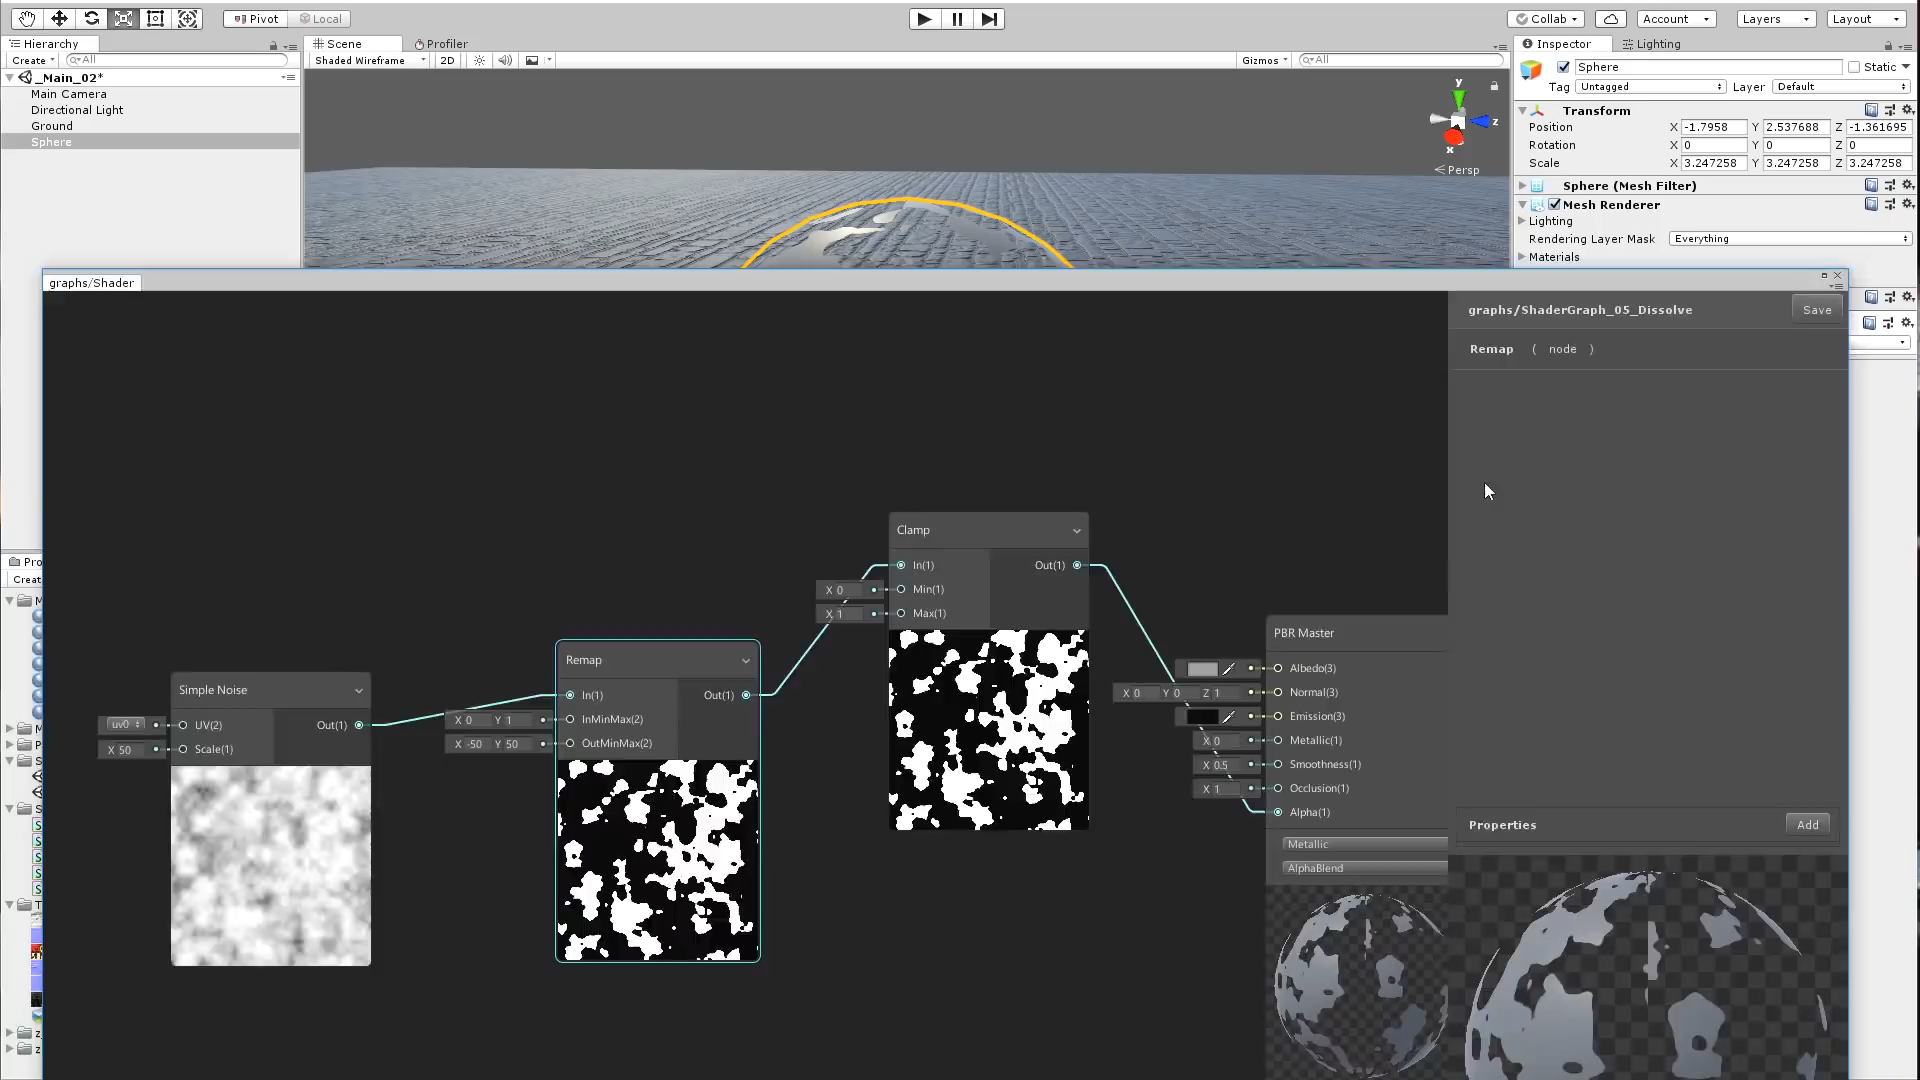 Pivot Local Collab Account Layers Layout
Hierarchy Scene Profiler Inspector Lighting
Create All Shaded Wireframe 2D Gizmos All Sphere Static
_Main_02*
Main Camera
Directional Light
Ground
Sphere
Tag Untagged Layer Default
Transform
Position X -1.7958 Y 2.537688 Z -1.361695
Rotation X 0 Y 0 Z 0
Scale X 3.247258 Y 3.247258 Z 3.247258
y
z
x
Persp
Sphere (Mesh Filter)
Mesh Renderer
Lighting
Rendering Layer Mask Everything
Materials
graphs/Shader
graphs/ShaderGraph_05_Dissolve Save
Remap ( node )
Pro
Creat
Simple Noise
uv0 UV(2) Out(1)
X 50 Scale(1)
Remap
In(1) Out(1)
X 0 Y 1 InMinMax(2)
X -50 Y 50 OutMinMax(2)
Clamp
In(1) Out(1)
X 0 Min(1)
X 1 Max(1)
PBR Master
Albedo(3)
X 0 Y 0 Z 1 Normal(3)
Emission(3)
X 0 Metallic(1)
X 0.5 Smoothness(1)
X 1 Occlusion(1)
Alpha(1)
Metallic
AlphaBlend
Properties Add